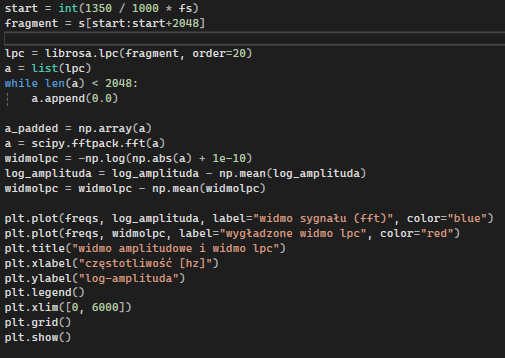 start = int(1350 / 1000 * fs)
fragment = s[start:start+2048]
lpc = librosa.lpc(fragment, order=20)
a = list(lpc)
while len(a) < 2048:
    a.append(0.0)
a_padded = np.array(a)
a = scipy.fftpack.fft(a)
widmolpc = -np.log(np.abs(a) + 1e-10)
log_amplituda = log_amplituda - np.mean(log_amplituda)
widmolpc = widmolpc - np.mean(widmolpc)
plt.plot(freqs, log_amplituda, label="widmo sygnału (fft)", color="blue")
plt.plot(freqs, widmolpc, label="wygładzone widmo lpc", color="red")
plt.title("widmo amplitudowe i widmo lpc")
plt.xlabel("częstotliwość [hz]")
plt.ylabel("log-amplituda")
plt.legend()
plt.xlim([0, 6000])
plt.grid()
plt.show()